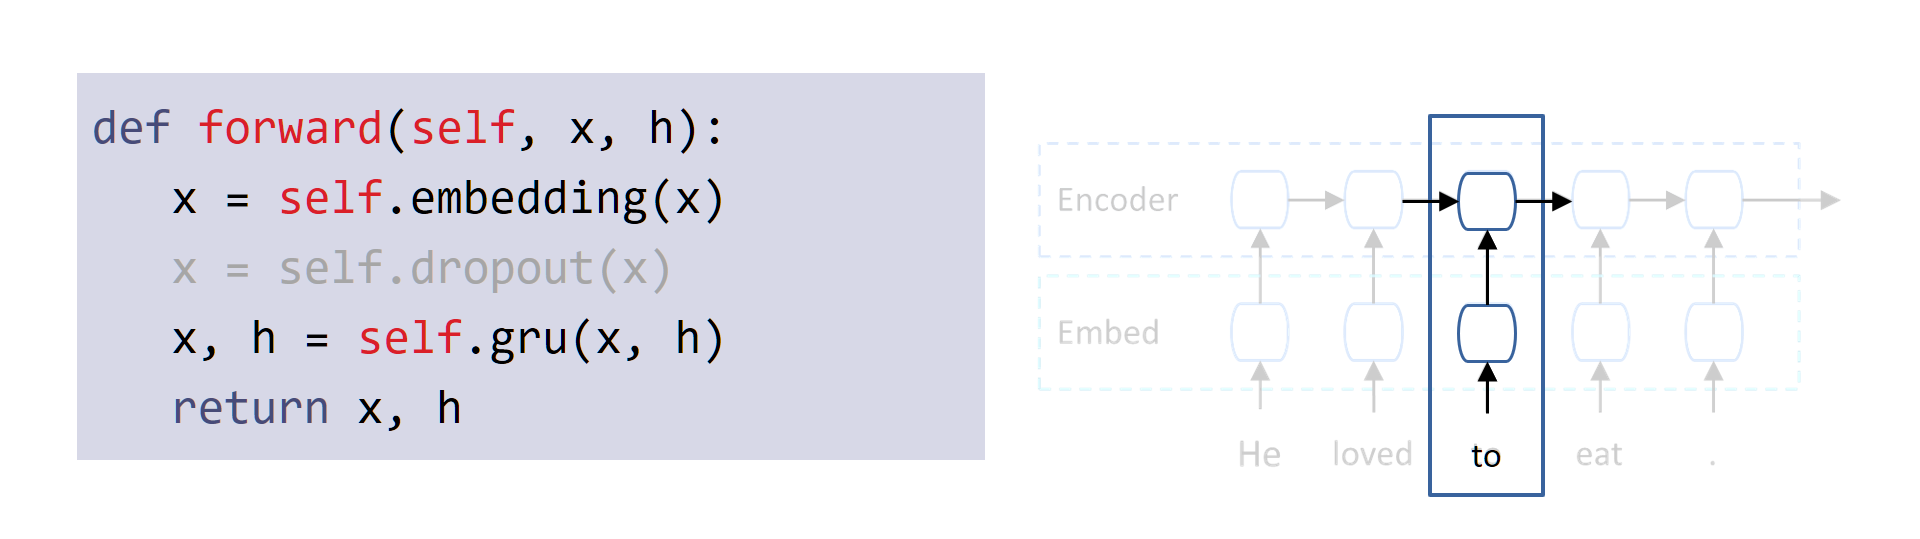 def forward(self, x, h):
x = self.embedding(x)
x = self.dropout(x)
x, h = self.gru(x, h)
return x, h
Encoder
Embed
He loved to eat .